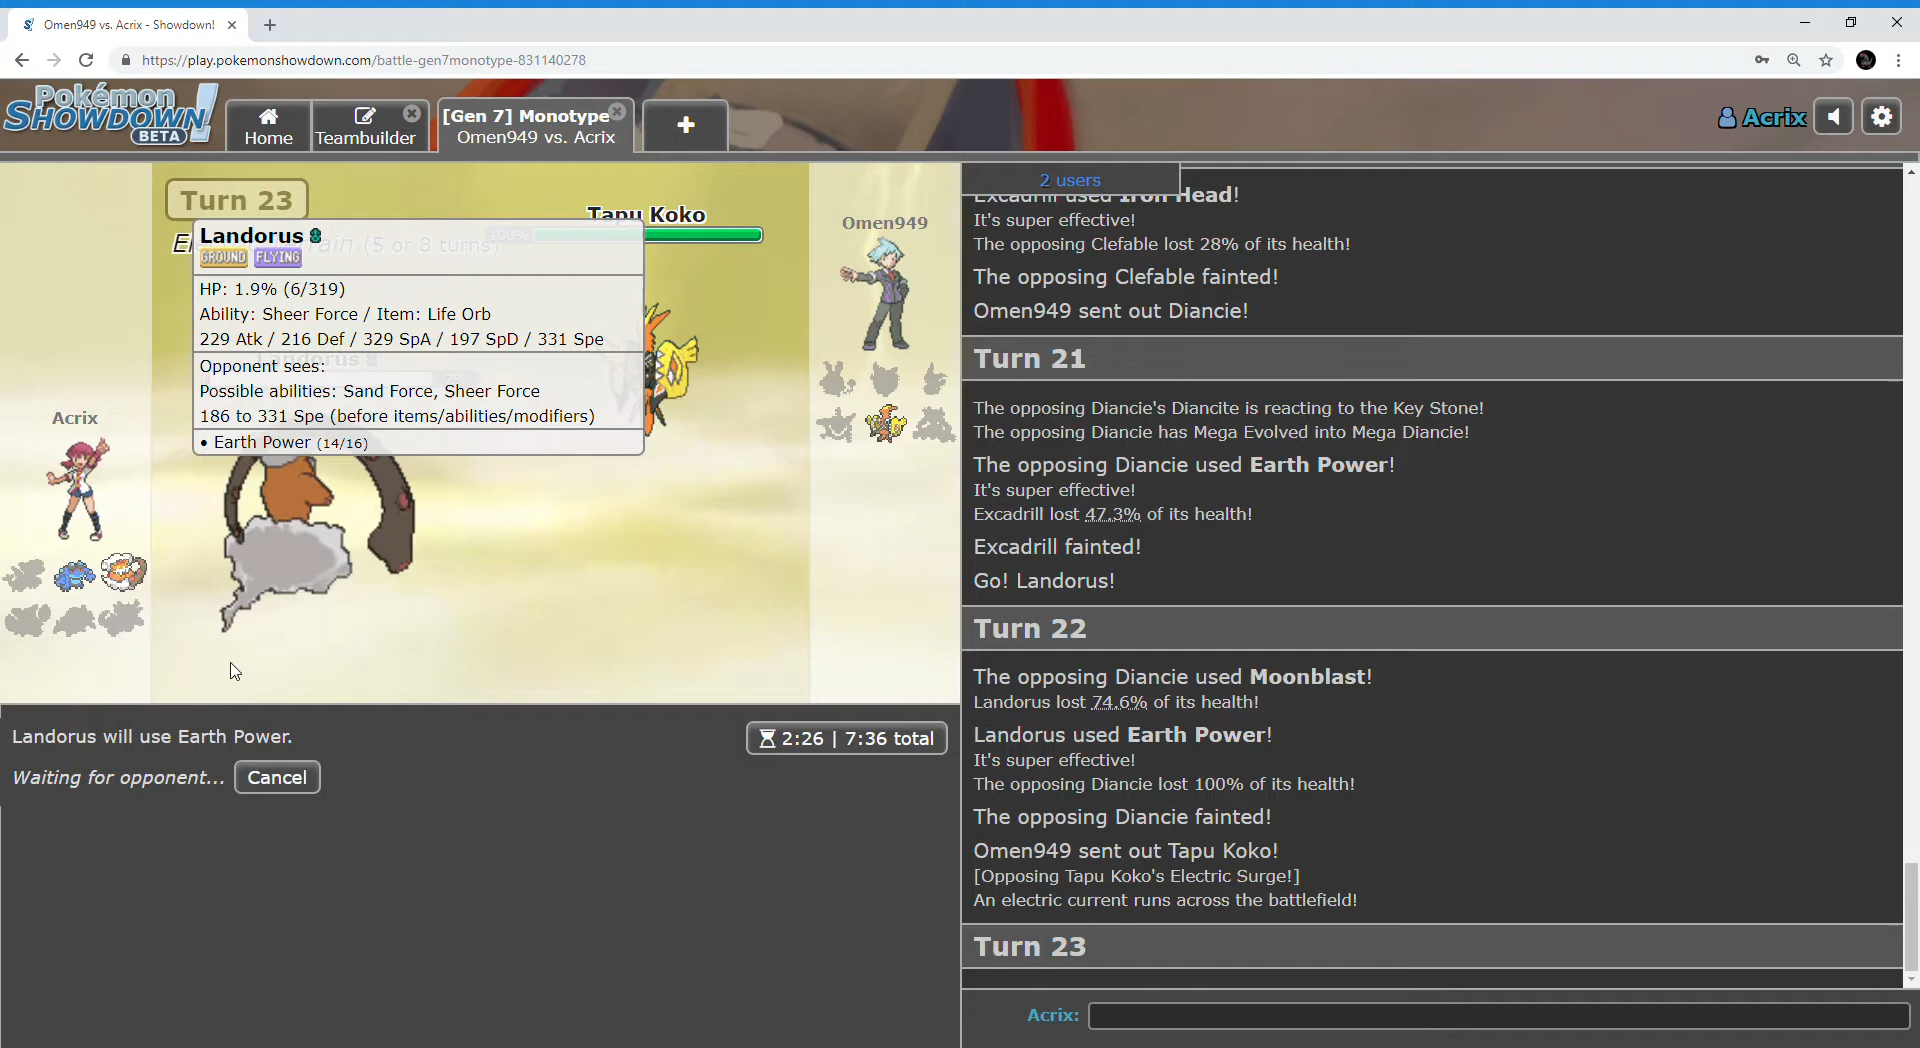 Omen949 vs. Acrix - Showdown!
https://play.pokemonshowdown.com/battle-gen7monotype-831140278
Pokémon
SHOWDOWN!
BETA
Home
Teambuilder
[Gen 7] Monotype
Omen949 vs. Acrix
Acrix
Turn 23
Tapu Koko
Omen949
(5 or 8 turns)
100%
Landorus
GROUND FLYING
HP: 1.9% (6/319)
Ability: Sheer Force / Item: Life Orb
229 Atk / 216 Def / 329 SpA / 197 SpD / 331 Spe
Landorus
Opponent sees:
Possible abilities: Sand Force, Sheer Force
186 to 331 Spe (before items/abilities/modifiers)
• Earth Power (14/16)
Acrix
Landorus will use Earth Power.
2:26 | 7:36 total
Waiting for opponent... Cancel
2 users
Excadrill used Iron Head!
It's super effective!
The opposing Clefable lost 28% of its health!
The opposing Clefable fainted!
Omen949 sent out Diancie!
Turn 21
The opposing Diancie's Diancite is reacting to the Key Stone!
The opposing Diancie has Mega Evolved into Mega Diancie!
The opposing Diancie used Earth Power!
It's super effective!
Excadrill lost 47.3% of its health!
Excadrill fainted!
Go! Landorus!
Turn 22
The opposing Diancie used Moonblast!
Landorus lost 74.6% of its health!
Landorus used Earth Power!
It's super effective!
The opposing Diancie lost 100% of its health!
The opposing Diancie fainted!
Omen949 sent out Tapu Koko!
[Opposing Tapu Koko's Electric Surge!]
An electric current runs across the battlefield!
Turn 23
Acrix: